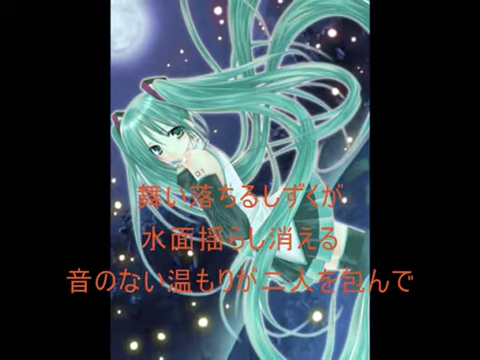 舞い落ちるしずくが
水面揺らし消える
音のない温もりが二人を包んで
01